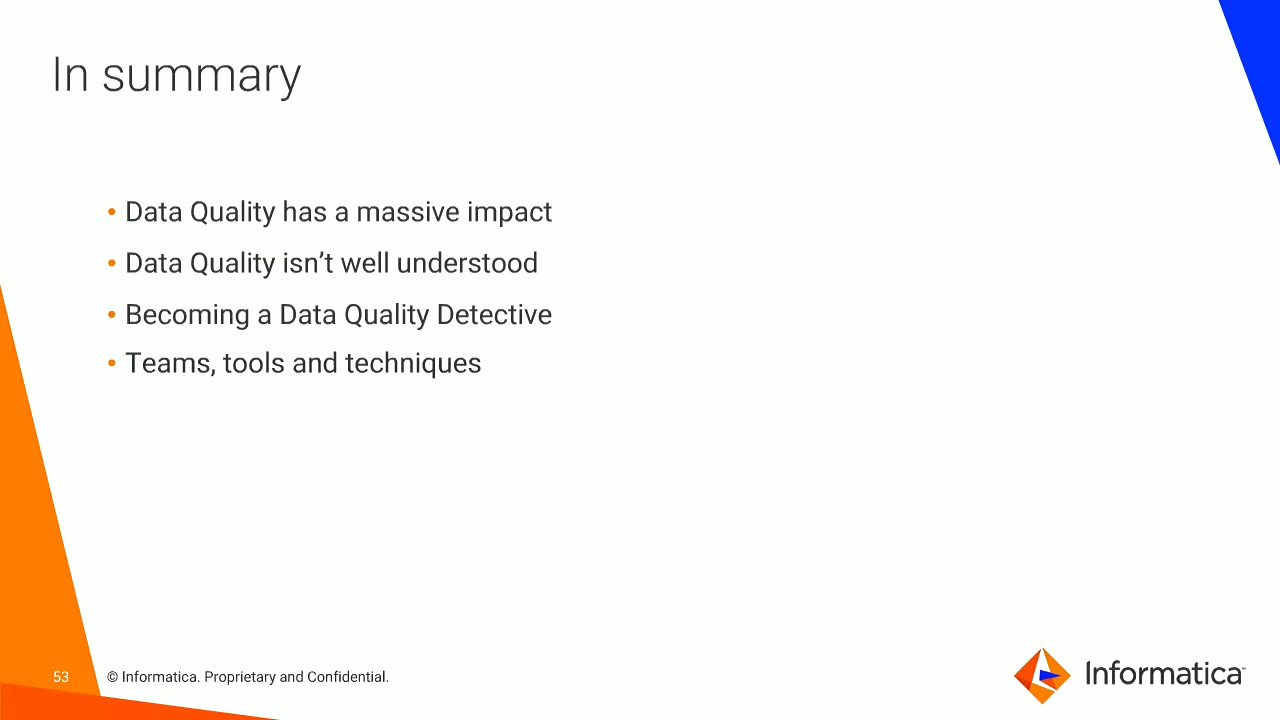 In summary
• Data Quality has a massive impact
• Data Quality isn’t well understood
• Becoming a Data Quality Detective
• Teams, tools and techniques
53
© Informatica. Proprietary and Confidential.
Informatica™